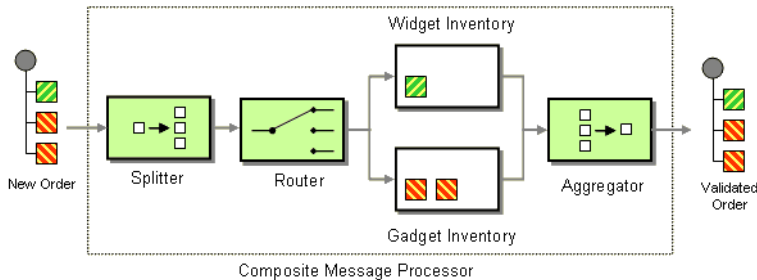 Widget Inventory
New Order
Splitter
Router
Gadget Inventory
Aggregator
Validated
Order
Composite Message Processor